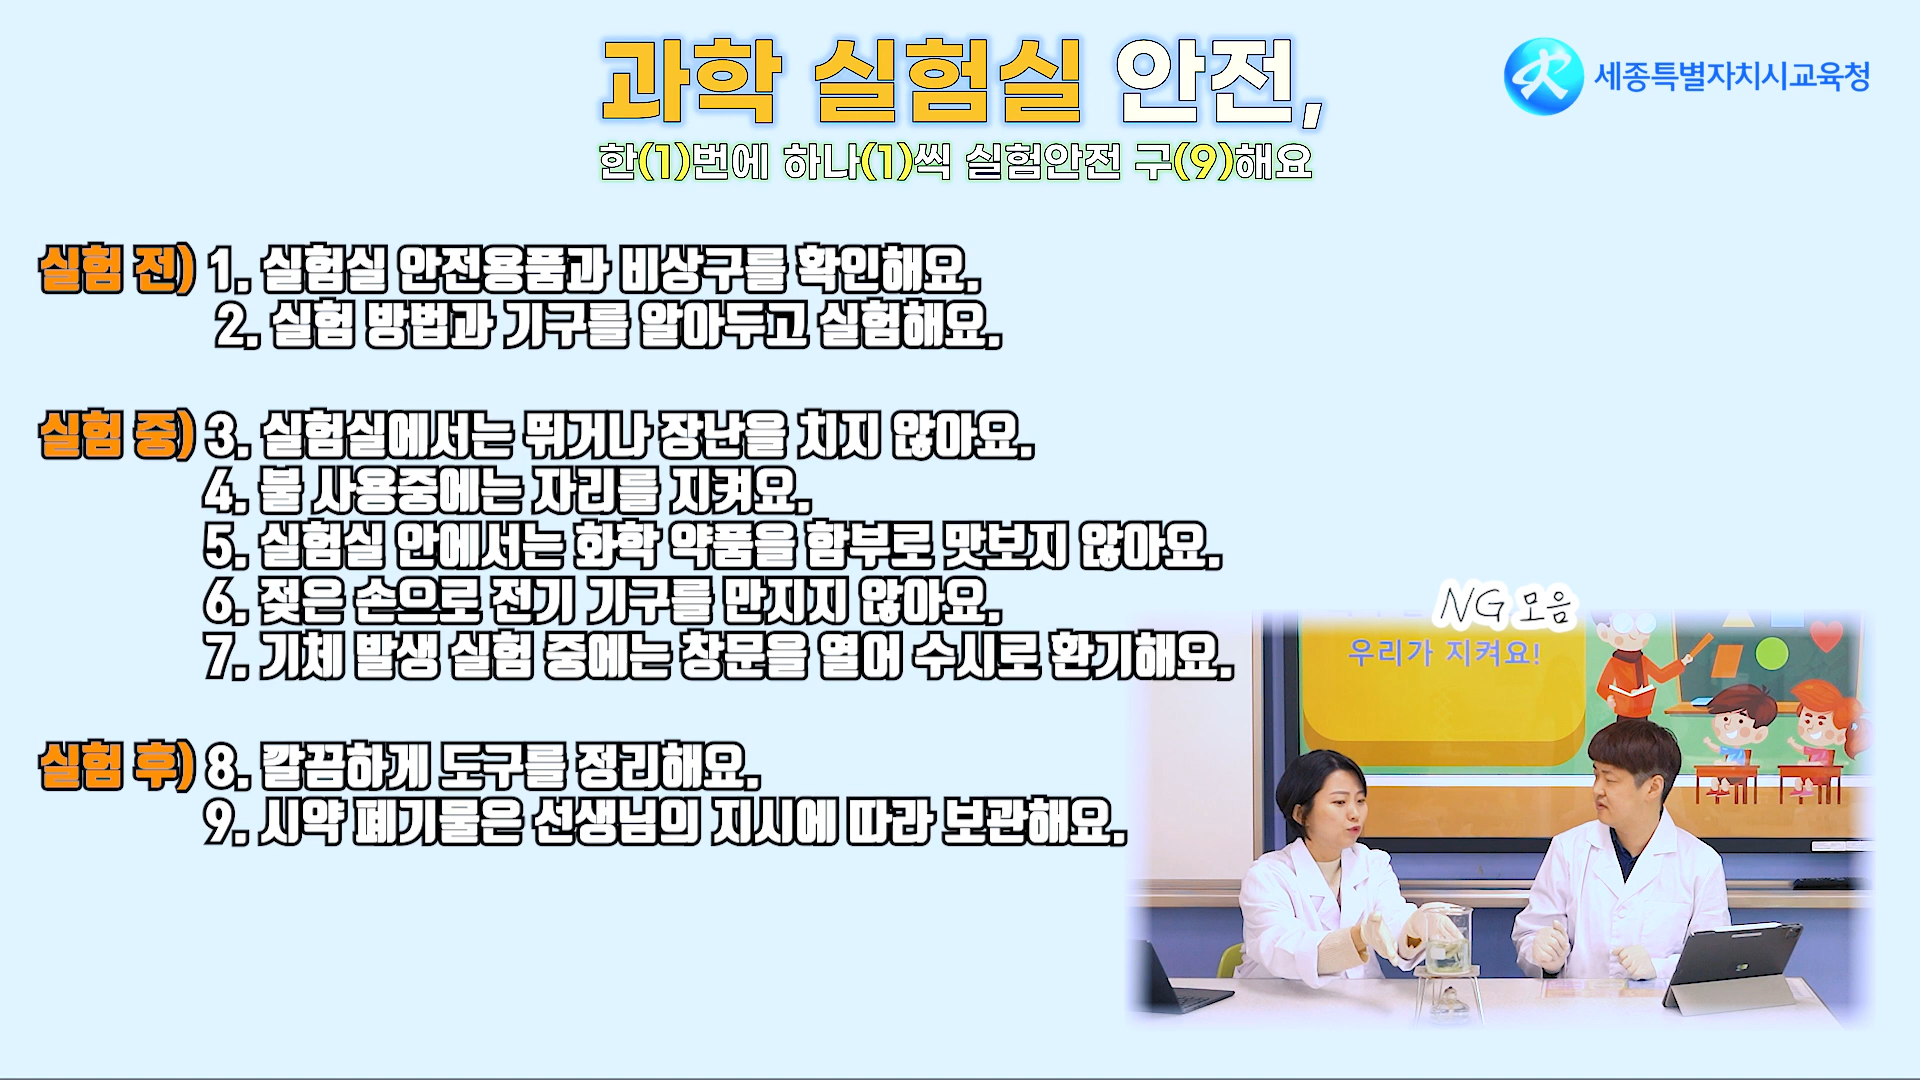 과학 실험실 안전,
한(1)번에 하나(1)씩 실험안전 구(9)해요
세종특별자치시교육청
실험 전) 1. 실험실 안전용품과 비상구를 확인해요.
2. 실험 방법과 기구를 알아두고 실험해요.
실험 중) 3. 실험실에서는 뛰거나 장난을 치지 않아요.
4. 불 사용중에는 자리를 지켜요.
5. 실험실 안에서는 화학 약품을 함부로 맛보지 않아요.
6. 젖은 손으로 전기 기구를 만지지 않아요.
7. 기체 발생 실험 중에는 창문을 열어 수시로 환기해요.
실험 후) 8. 깔끔하게 도구를 정리해요.
9. 시약 폐기물은 선생님의 지시에 따라 보관해요.
NG 모음
우리가 지켜요!